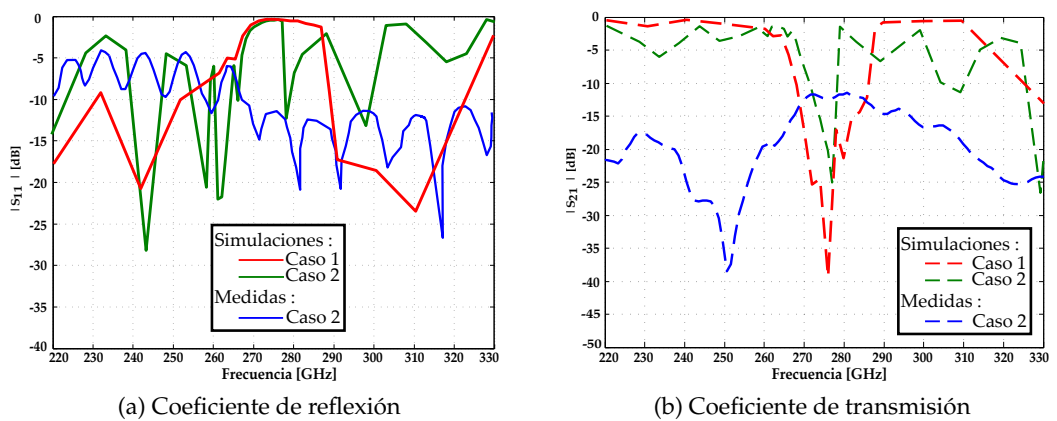 0
-5
-10
-15
-20
-25
-30
-35
-40
| S11 | [dB]
220 230 240 250 260 270 280 290 300 310 320 330
Frecuencia [GHz]
Simulaciones :
Caso 1
Caso 2
Medidas :
Caso 2
(a) Coeficiente de reflexión
0
-5
-10
-15
-20
-25
-30
-35
-40
-45
-50
| S21 | [dB]
220 230 240 250 260 270 280 290 300 310 320 330
Frecuencia [GHz]
Simulaciones :
Caso 1
Caso 2
Medidas :
Caso 2
(b) Coeficiente de transmisión